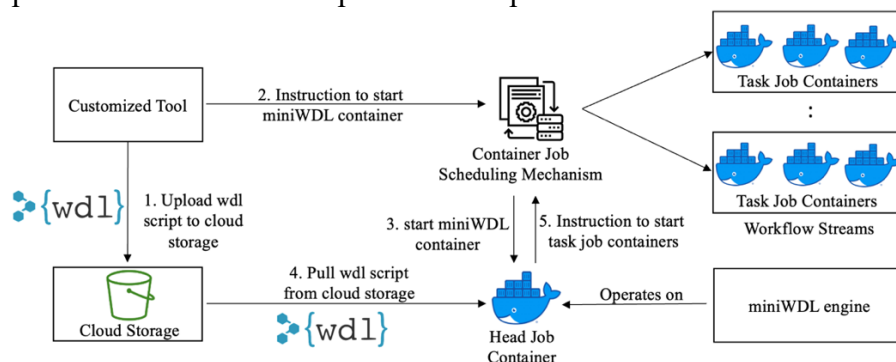 Customized Tool
2. Instruction to start
miniWDL container
Container Job
Scheduling Mechanism
Task Job Containers
:
Task Job Containers
Workflow Streams
{wdl}
1. Upload wdl
script to cloud
storage
3. start miniWDL
container
5. Instruction to start
task job containers
Cloud Storage
4. Pull wdl script
from cloud storage
{wdl}
Head Job
Container
Operates on
miniWDL engine